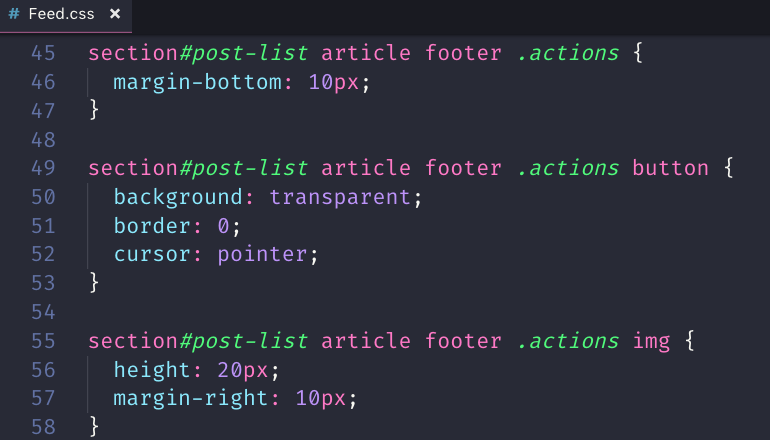 # Feed.css ×
45 section#post-list article footer .actions {
46 margin-bottom: 10px;
47 }
48
49 section#post-list article footer .actions button {
50 background: transparent;
51 border: 0;
52 cursor: pointer;
53 }
54
55 section#post-list article footer .actions img {
56 height: 20px;
57 margin-right: 10px;
58 }